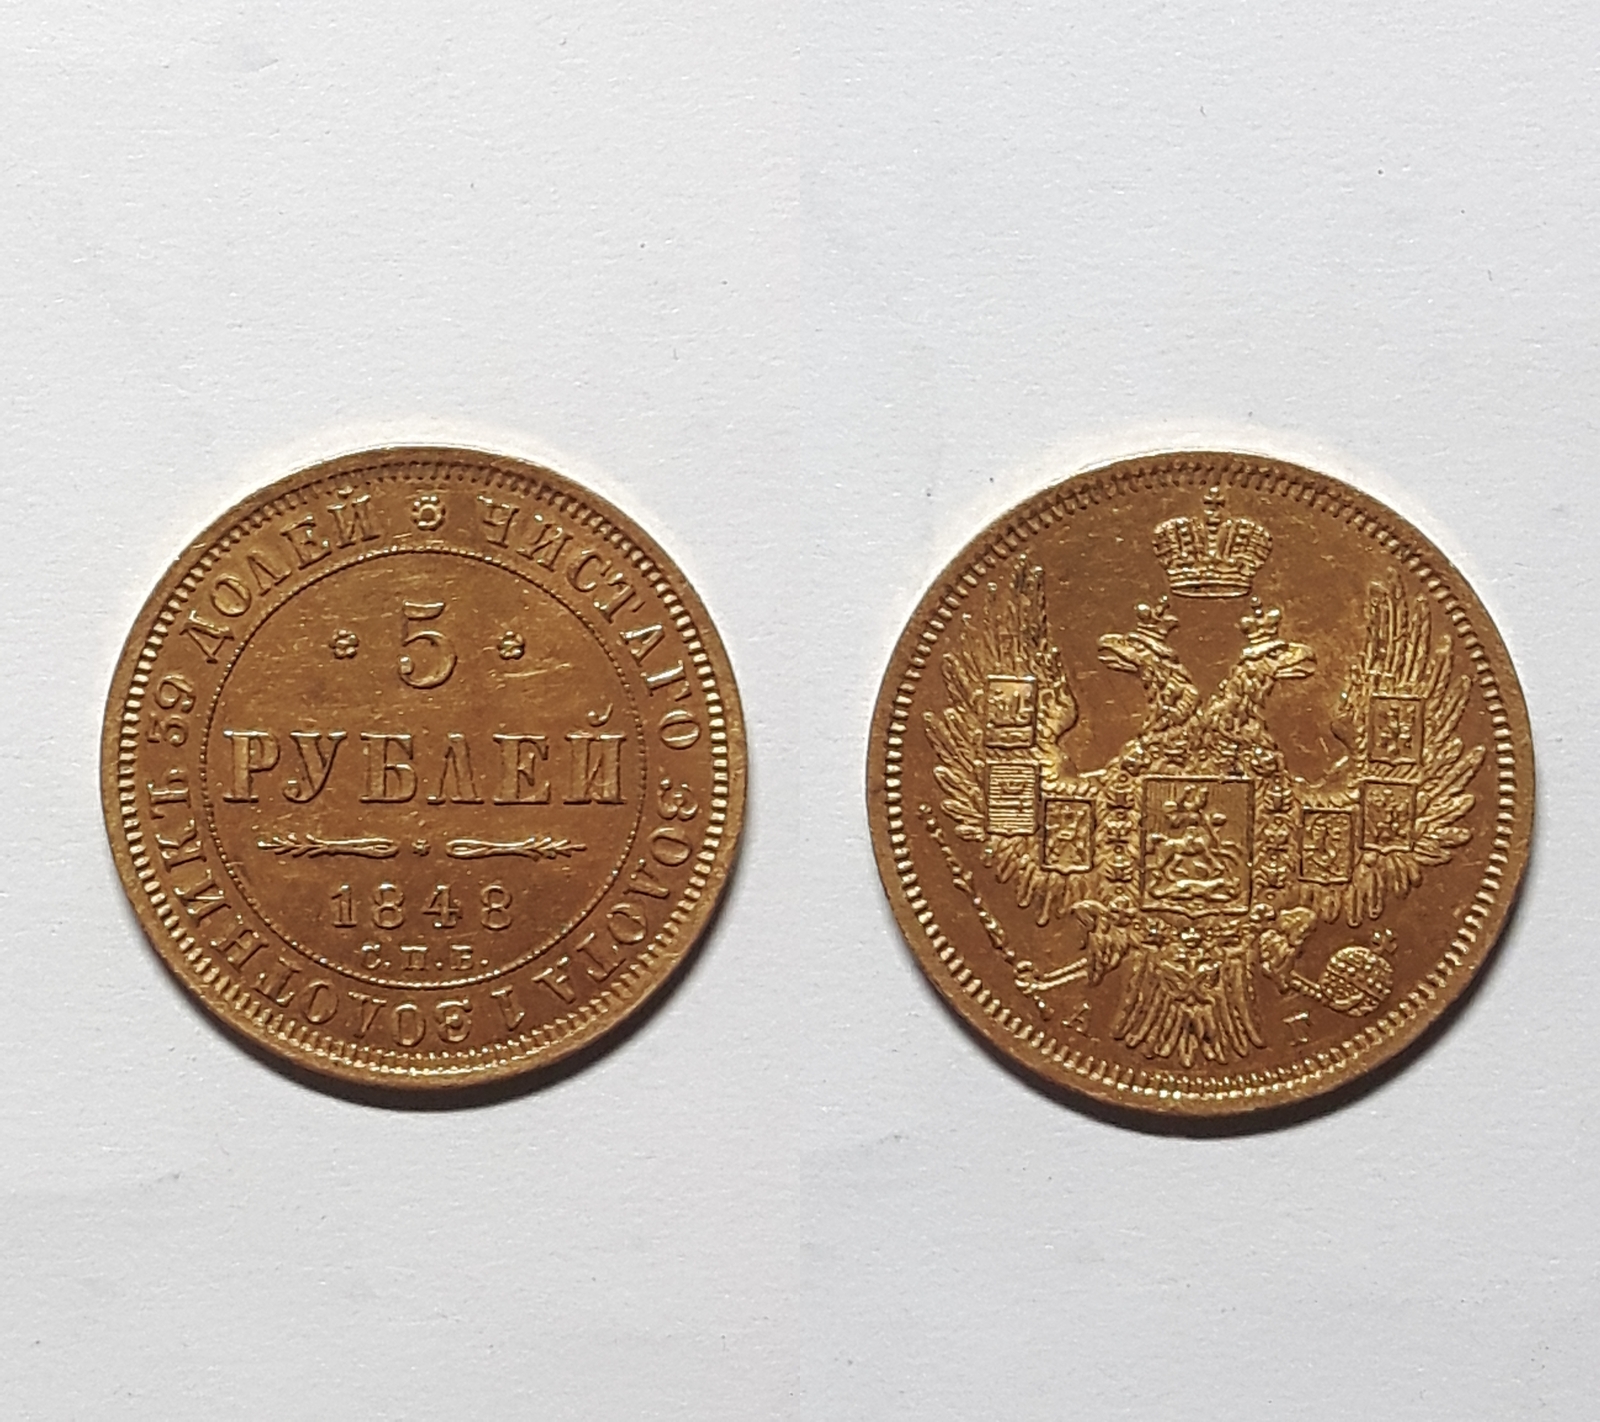 ЧИСТАГО ЗОЛОТА 1 ЗОЛОТНИКЪ 39 ДОЛЕЙ
5
РУБЛЕЙ
1848
С.П.Б.
А Г